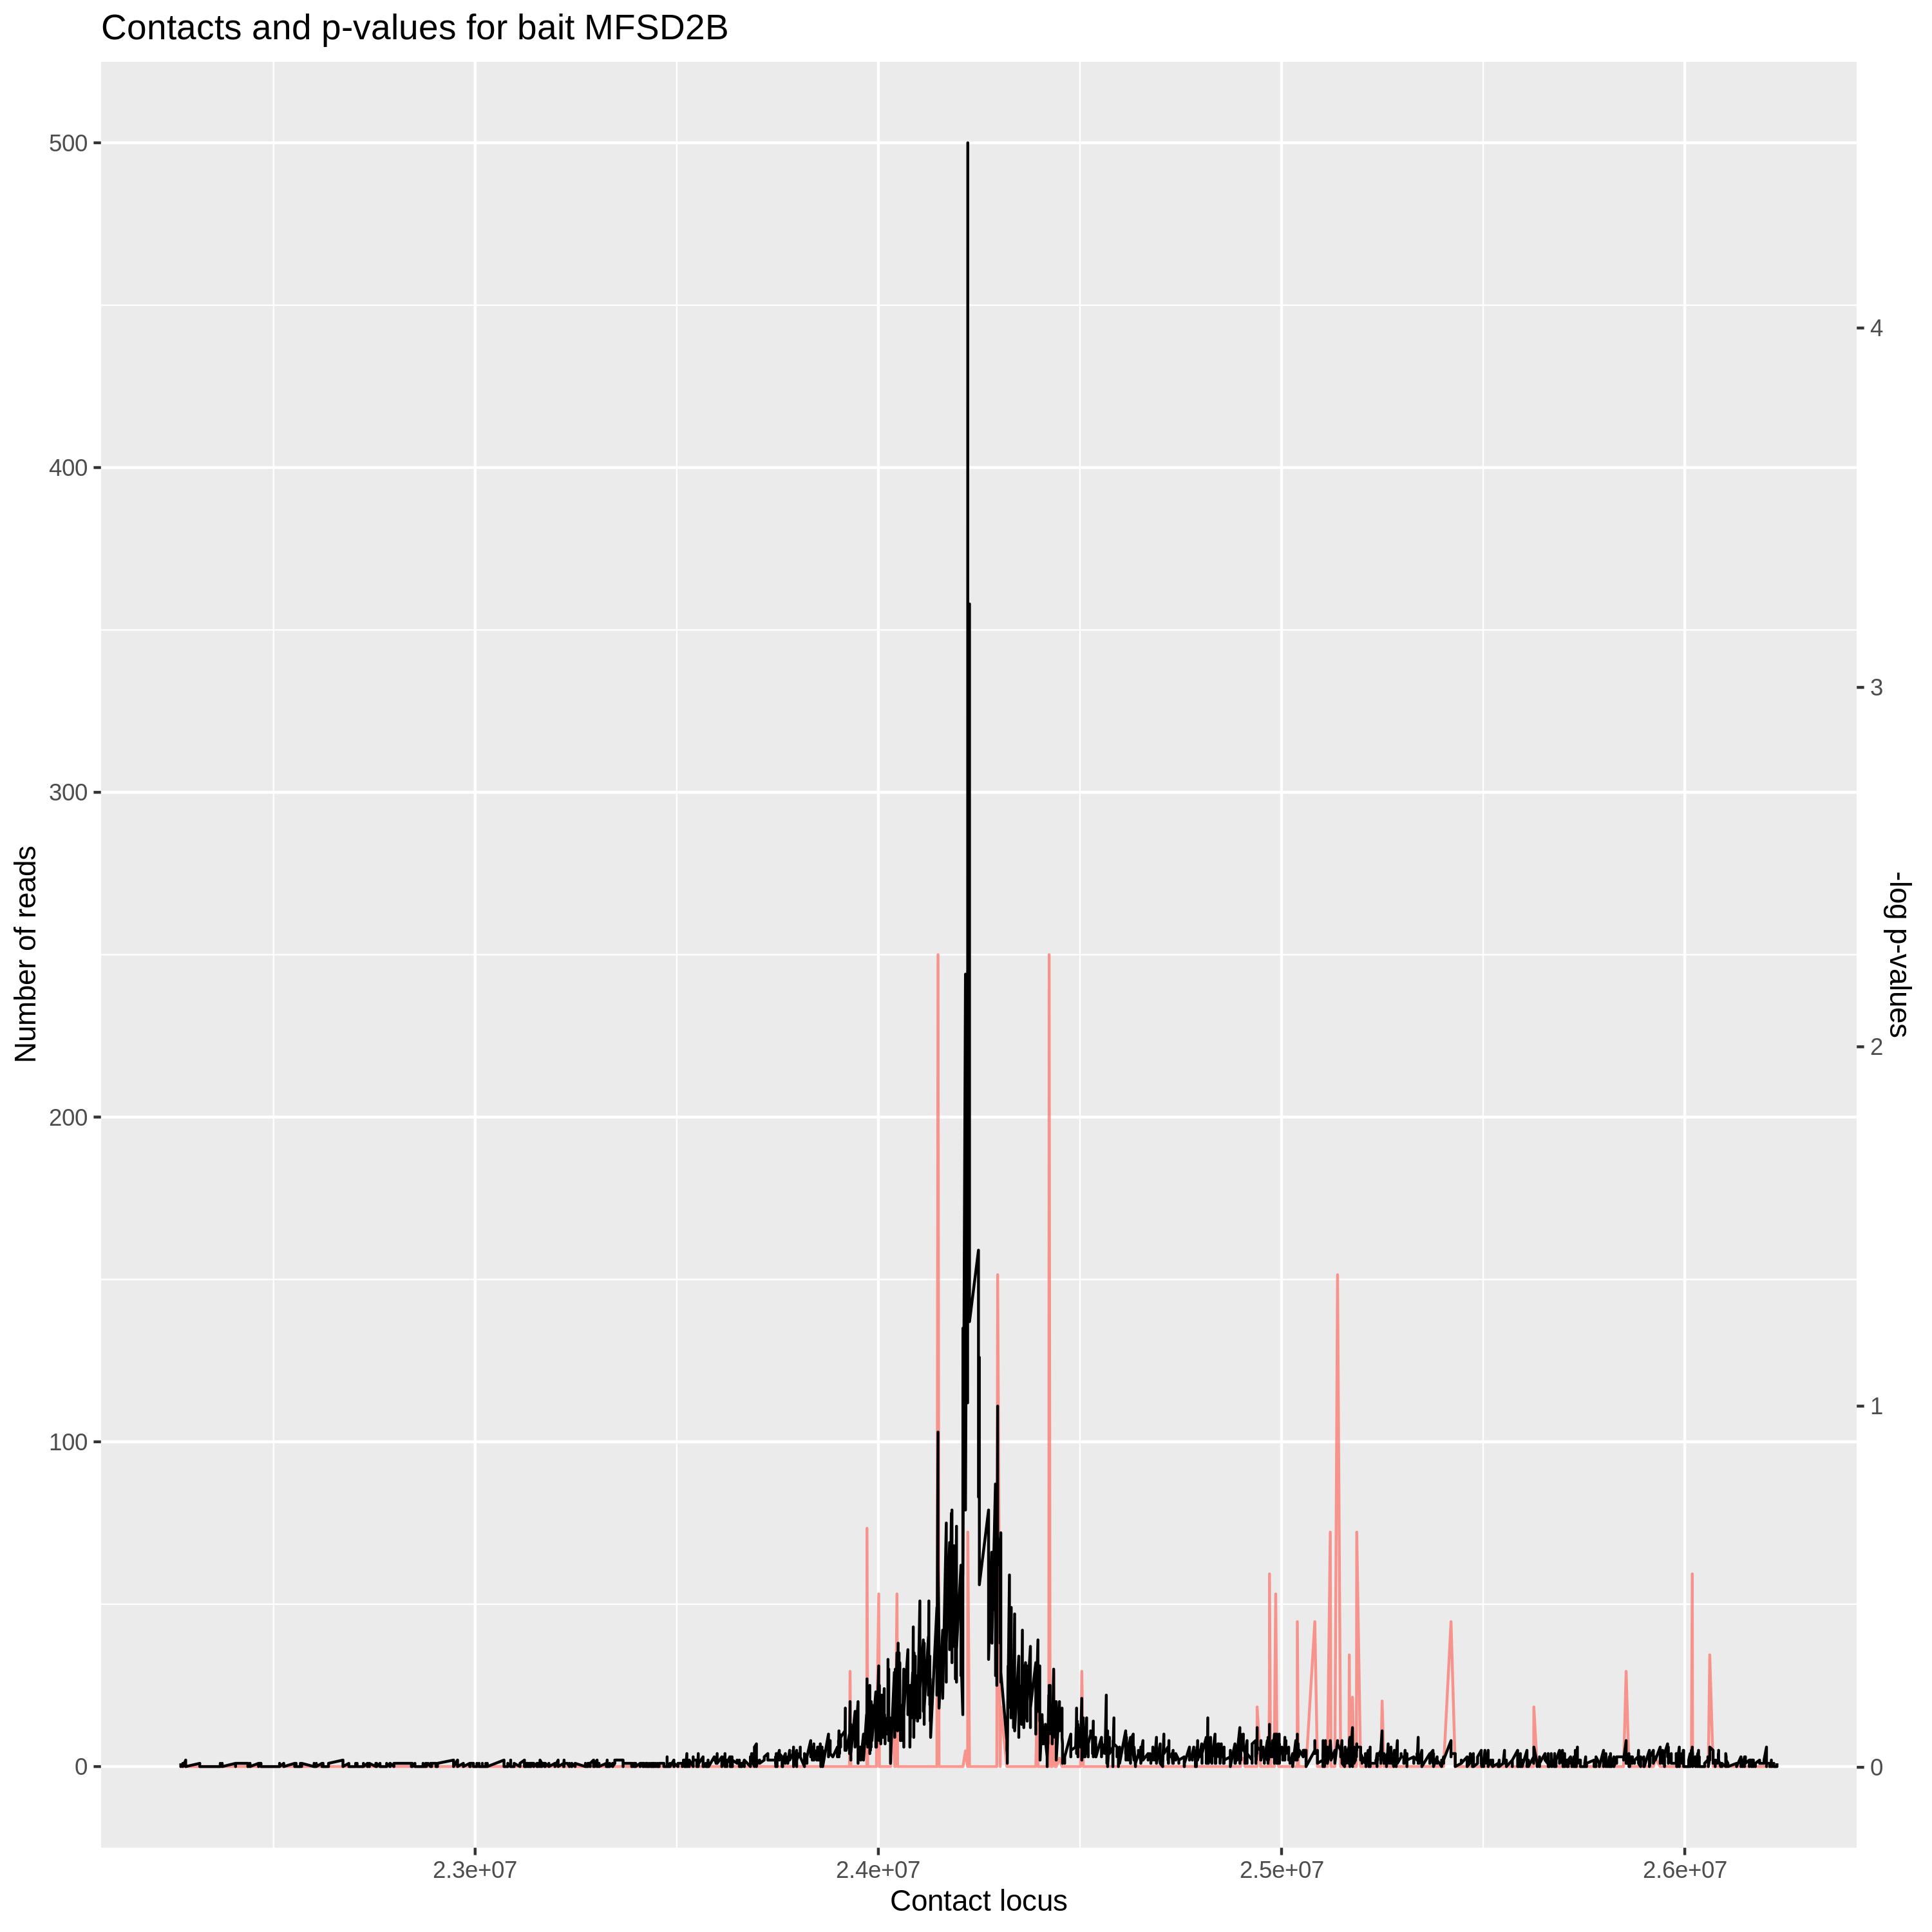 Contacts and p-values for bait MFSD2B
500
400
300
200
100
0
Number of reads
4
3
2
1
0
-log p-values
2.3e+07
2.4e+07
2.5e+07
2.6e+07
Contact locus